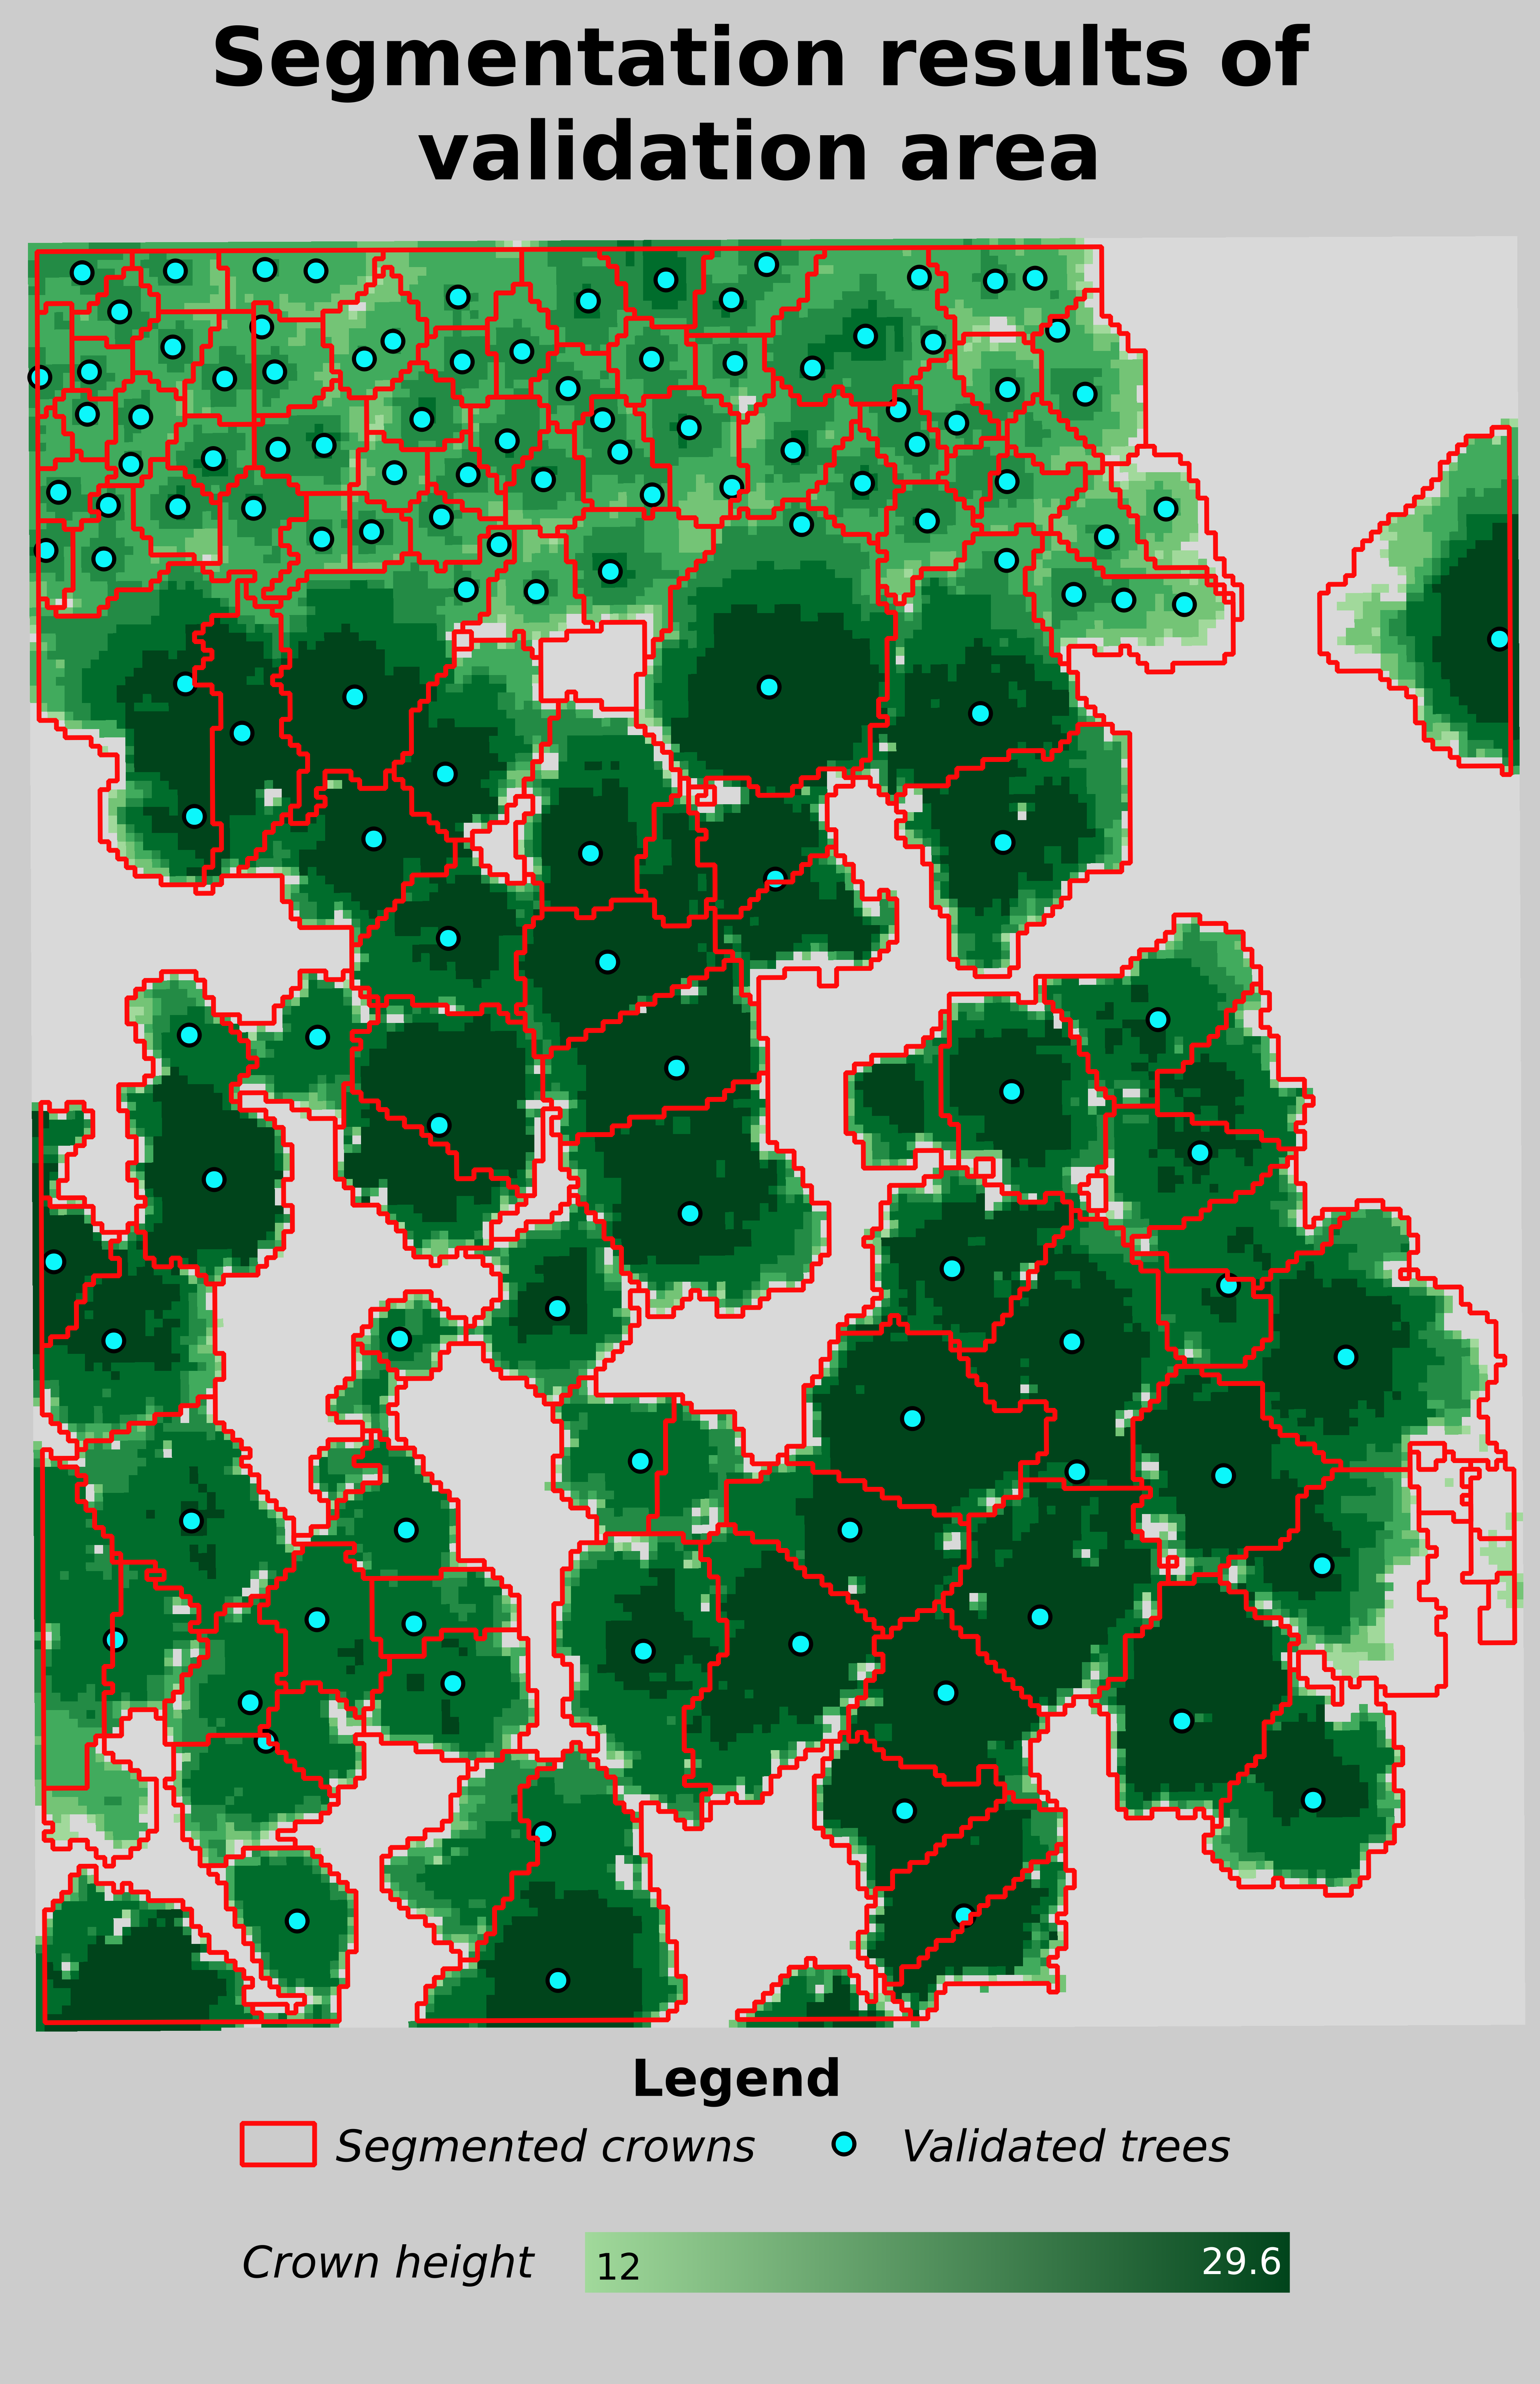 Segmentation results of
validation area
Legend
Segmented crowns
Validated trees
Crown height
12
29.6